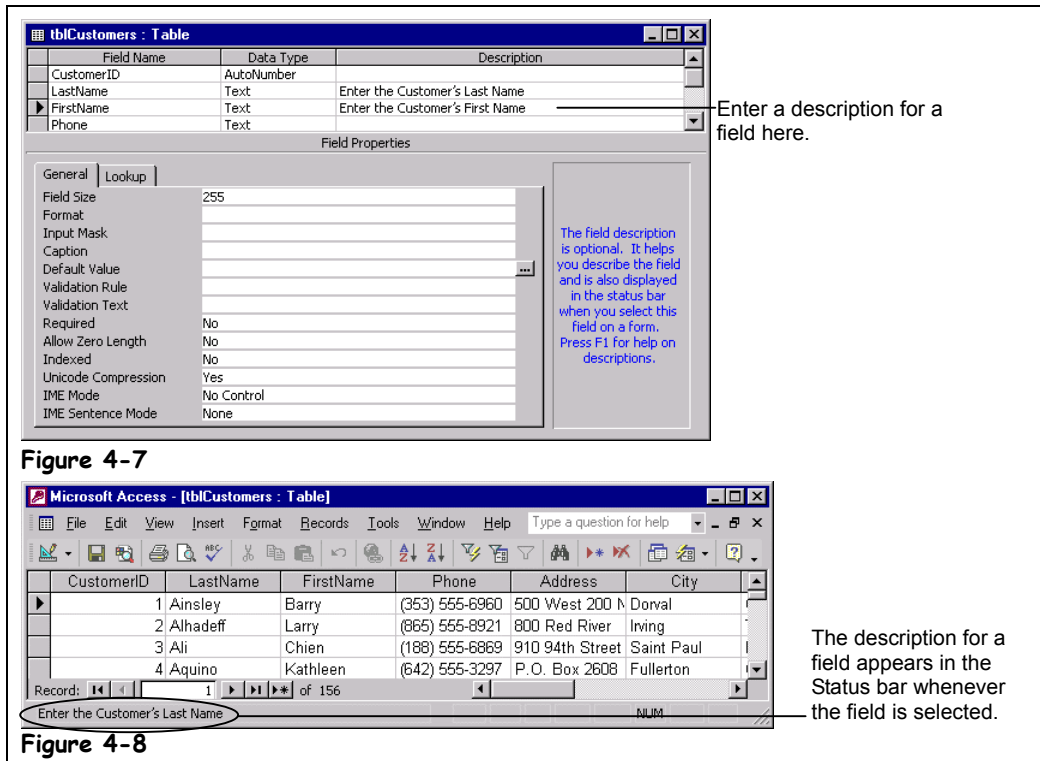 tblCustomers : Table
Field Name Data Type Description
CustomerID AutoNumber
LastName Text Enter the Customer's Last Name
FirstName Text Enter the Customer's First Name
Phone Text
Enter a description for a
field here.
Field Properties
General Lookup
Field Size 255
Format
Input Mask
Caption
Default Value ...
Validation Rule
Validation Text
Required No
Allow Zero Length No
Indexed No
Unicode Compression Yes
IME Mode No Control
IME Sentence Mode None
The field description
is optional. It helps
you describe the field
and is also displayed
in the status bar
when you select this
field on a form.
Press F1 for help on
descriptions.
Figure 4-7
Microsoft Access - [tblCustomers : Table]
File Edit View Insert Format Records Tools Window Help Type a question for help
CustomerID LastName FirstName Phone Address City
1 Ainsley Barry (353) 555-6960 500 West 200 N Dorval
2 Alhadeff Larry (865) 555-8921 800 Red River Irving
3 Ali Chien (188) 555-6869 910 94th Street Saint Paul
4 Aquino Kathleen (642) 555-3297 P.O. Box 2608 Fullerton
Record: 1 of 156
Enter the Customer's Last Name NUM
The description for a
field appears in the
Status bar whenever
the field is selected.
Figure 4-8